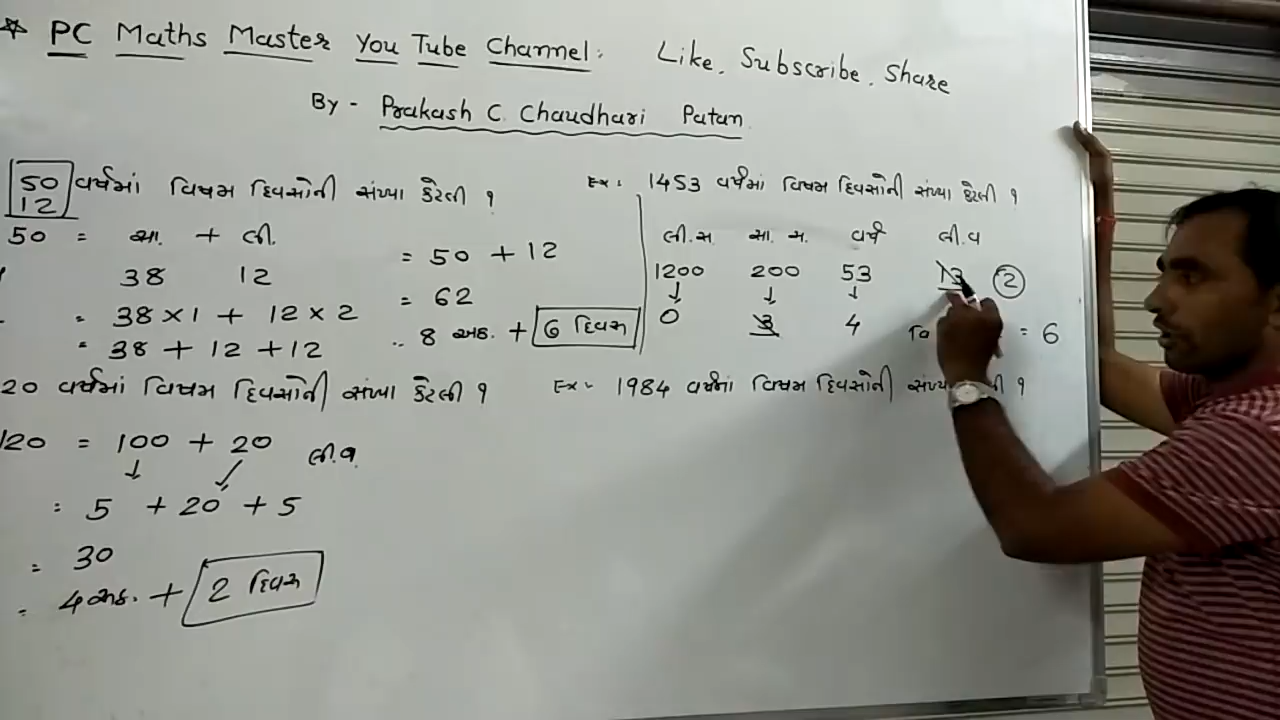 ☆ PC Maths Master You Tube Channel: Like, Subscribe, Share
By - Prakash C. Chaudhari Patan
50 વર્ષમાં વિષમ દિવસોની સંખ્યા કેટલી ?
12
50 = સા. + લી.
38 12
= 38 × 1 + 12 × 2
= 38 + 12 + 12
= 50 + 12
= 62
∴ 8 અઠ. + 6 દિવસ
120 વર્ષમાં વિષમ દિવસોની સંખ્યા કેટલી ?
120 = 100 + 20 લી.વ.
= 5 + 20 + 5
= 30
= 4 અઠ. + 2 દિવસ
Ex: 1453 વર્ષમાં વિષમ દિવસોની સંખ્યા કેટલી ?
લી.સ સા. સ. વર્ષ લી.વ
1200 200 53 13 2
↓ ↓ ↓
0 3 4 = 6
Ex:- 1984 વર્ષનાં વિષમ દિવસોની ?